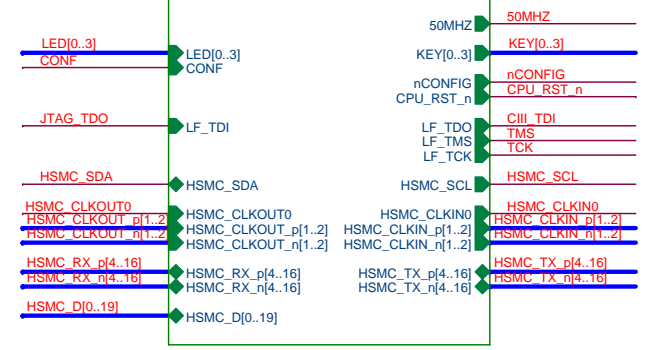 50MHZ 50MHZ
LED[0..3] LED[0..3] KEY[0..3] KEY[0..3]
CONF CONF
nCONFIG nCONFIG
CPU_RST_n CPU_RST_n
JTAG_TDO LF_TDI LF_TDO CIII_TDI
LF_TMS TMS
LF_TCK TCK
HSMC_SDA HSMC_SDA HSMC_SCL HSMC_SCL
HSMC_CLKOUT0 HSMC_CLKOUT0 HSMC_CLKIN0 HSMC_CLKIN0
HSMC_CLKOUT_p[1..2] HSMC_CLKOUT_p[1..2] HSMC_CLKIN_p[1..2] HSMC_CLKIN_p[1..2]
HSMC_CLKOUT_n[1..2] HSMC_CLKOUT_n[1..2] HSMC_CLKIN_n[1..2] HSMC_CLKIN_n[1..2]
HSMC_RX_p[4..16] HSMC_RX_p[4..16] HSMC_TX_p[4..16] HSMC_TX_p[4..16]
HSMC_RX_n[4..16] HSMC_RX_n[4..16] HSMC_TX_n[4..16] HSMC_TX_n[4..16]
HSMC_D[0..19] HSMC_D[0..19]